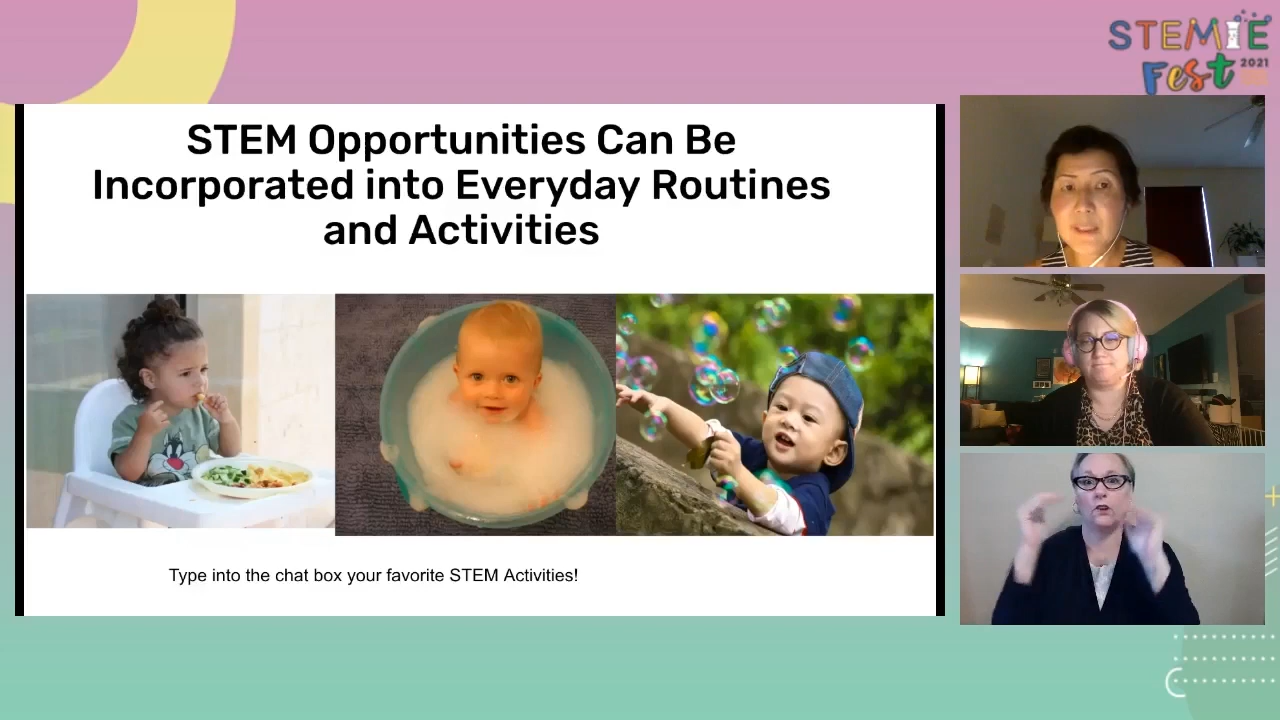 STEMIE
Fest 2021
STEM Opportunities Can Be
Incorporated into Everyday Routines
and Activities
Type into the chat box your favorite STEM Activities!